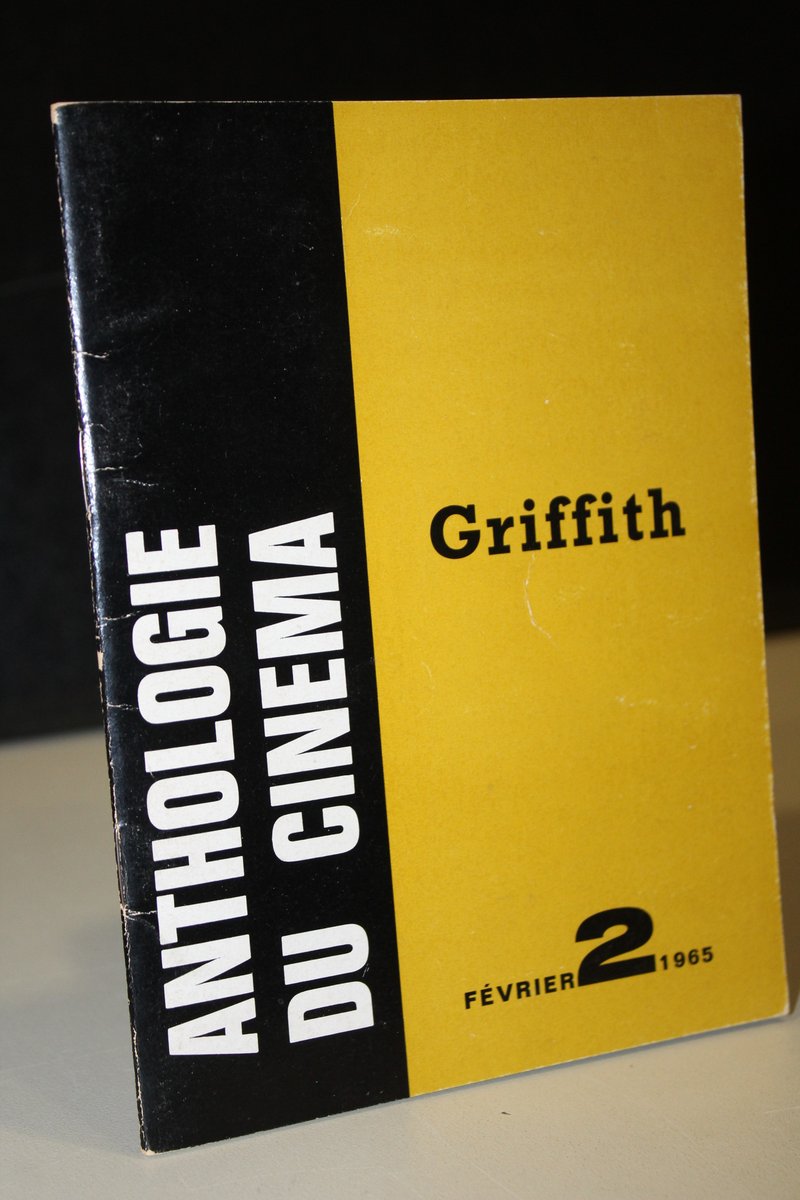 ANTHOLOGIE
DU CINEMA
Griffith
FÉVRIER 2 1965